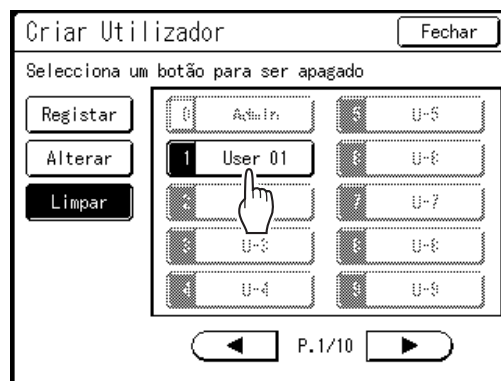 Criar Utilizador
Fechar
Selecciona um botão para ser apagado
Registar
Alterar
Limpar
0 Admin
1 User 01
2
3 U-3
4 U-4
5 U-5
6 U-6
7 U-7
8 U-8
9 U-9
P.1/10